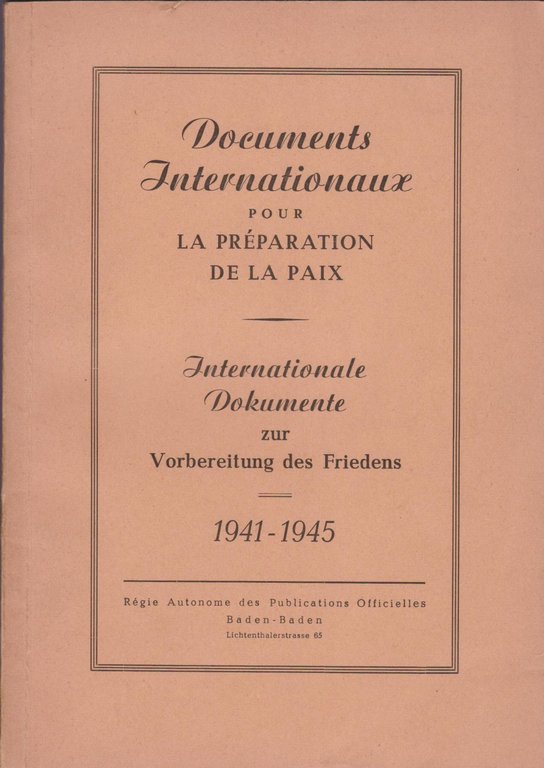 Documents
Internationaux
POUR
LA PRÉPARATION
DE LA PAIX
Internationale
Dokumente
zur
Vorbereitung des Friedens
1941-1945
Régie Autonome des Publications Officielles
Baden-Baden
Lichtenthalerstrasse 65